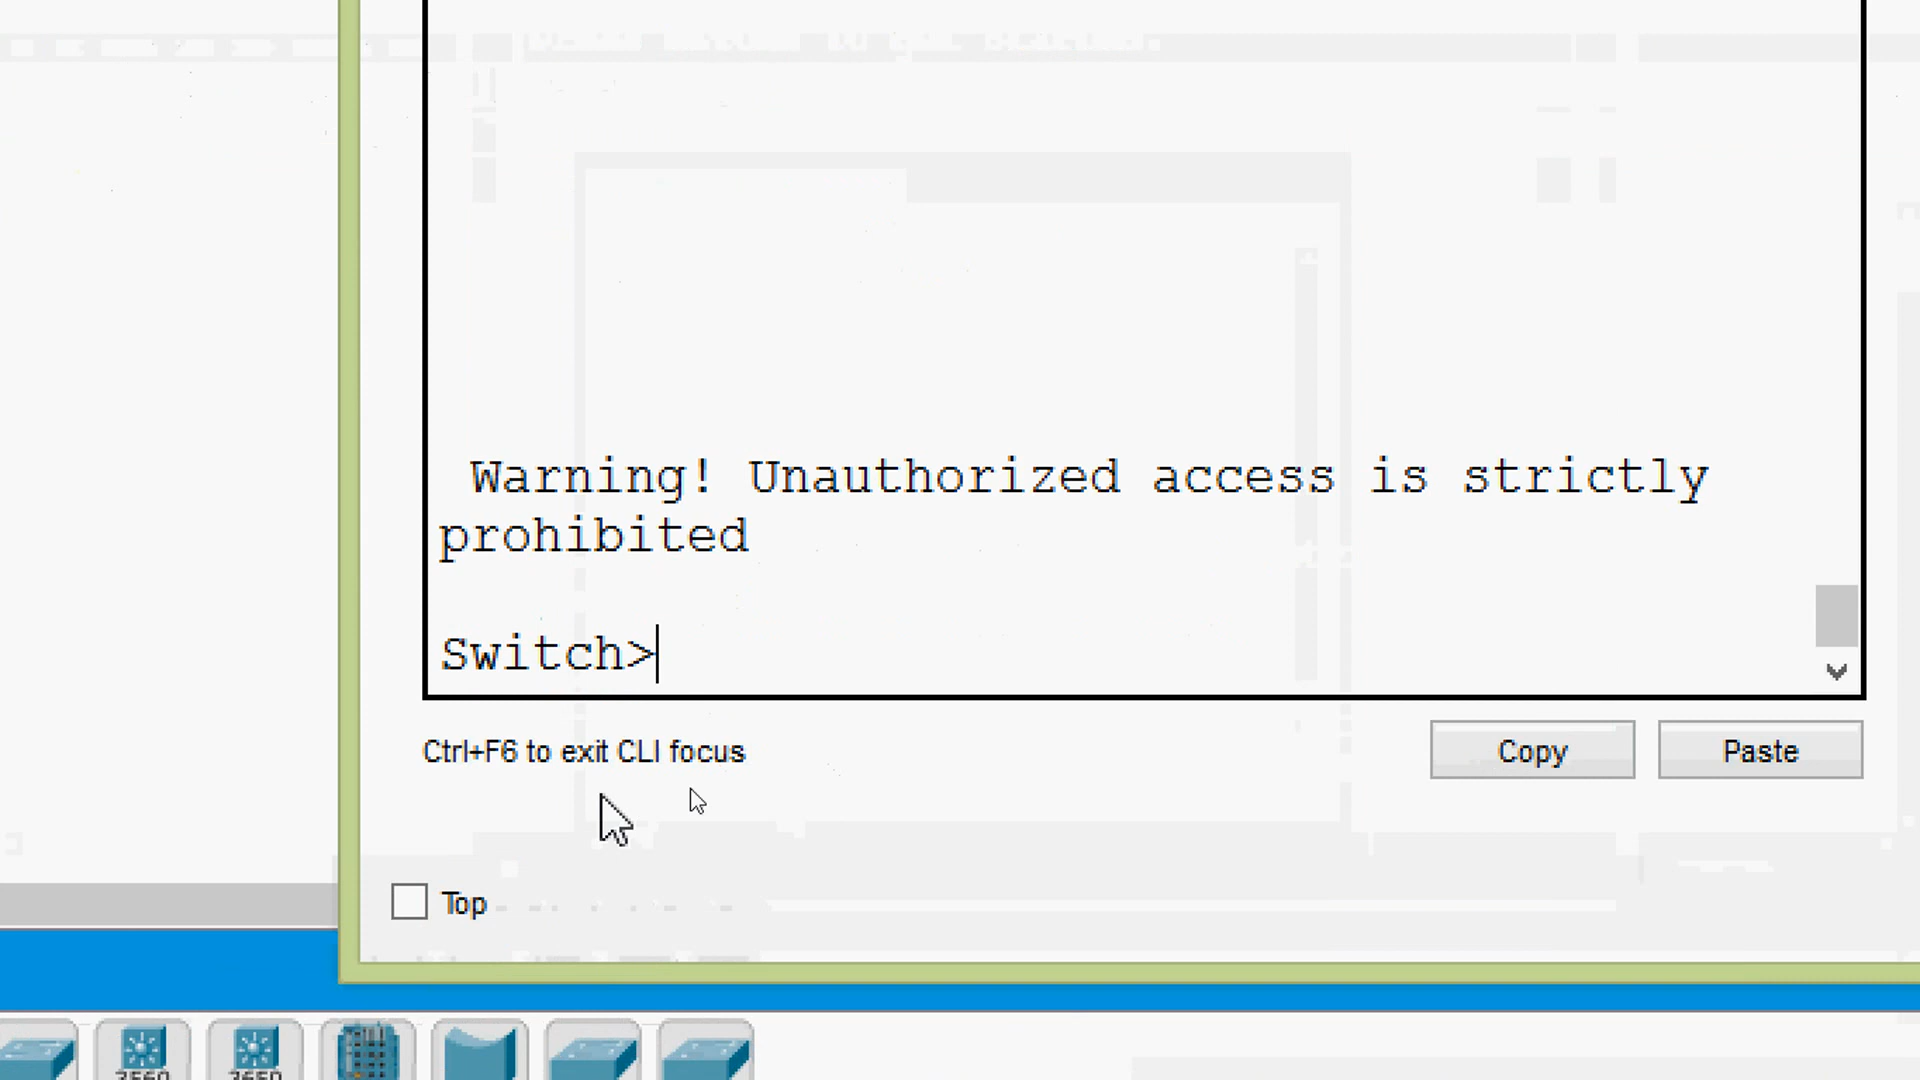 Warning! Unauthorized access is strictly
prohibited
Switch>
Ctrl+F6 to exit CLI focus
Copy
Paste
Top